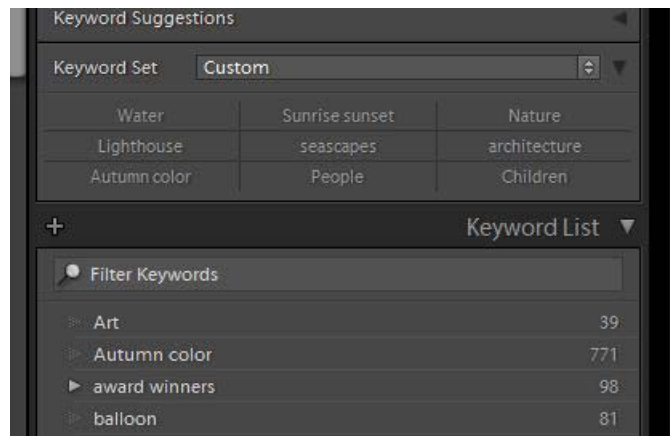 Keyword Suggestions
Keyword Set Custom
Water Sunrise sunset Nature
Lighthouse seascapes architecture
Autumn color People Children
Keyword List
Filter Keywords
Art 39
Autumn color 771
award winners 98
balloon 81